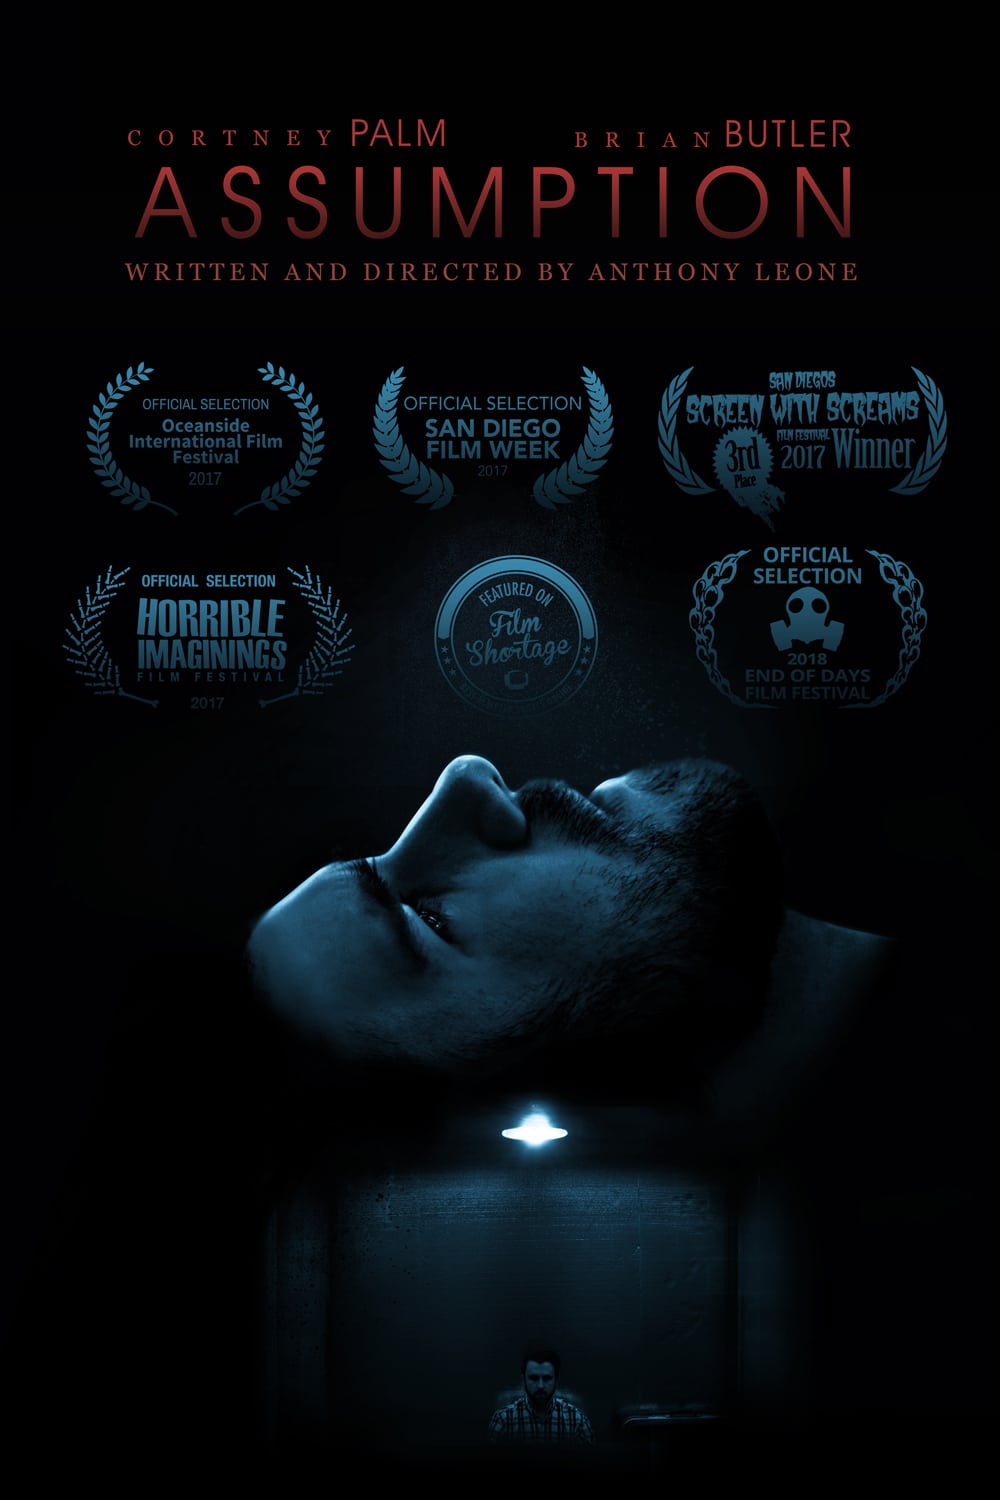 CORTNEY PALM BRIAN BUTLER
ASSUMPTION
WRITTEN AND DIRECTED BY ANTHONY LEONE
OFFICIAL SELECTION
Oceanside
International Film
Festival
2017
OFFICIAL SELECTION
SAN DIEGO
FILM WEEK
2017
SAN DIEGOS
SCREEN WITH SCREAMS
FILM FESTIVAL
3rd
Place
2017 Winner
OFFICIAL SELECTION
HORRIBLE
IMAGININGS
FILM FESTIVAL
2017
FEATURED ON
Film
Shortage
OFFICIAL
SELECTION
2018
END OF DAYS
FILM FESTIVAL